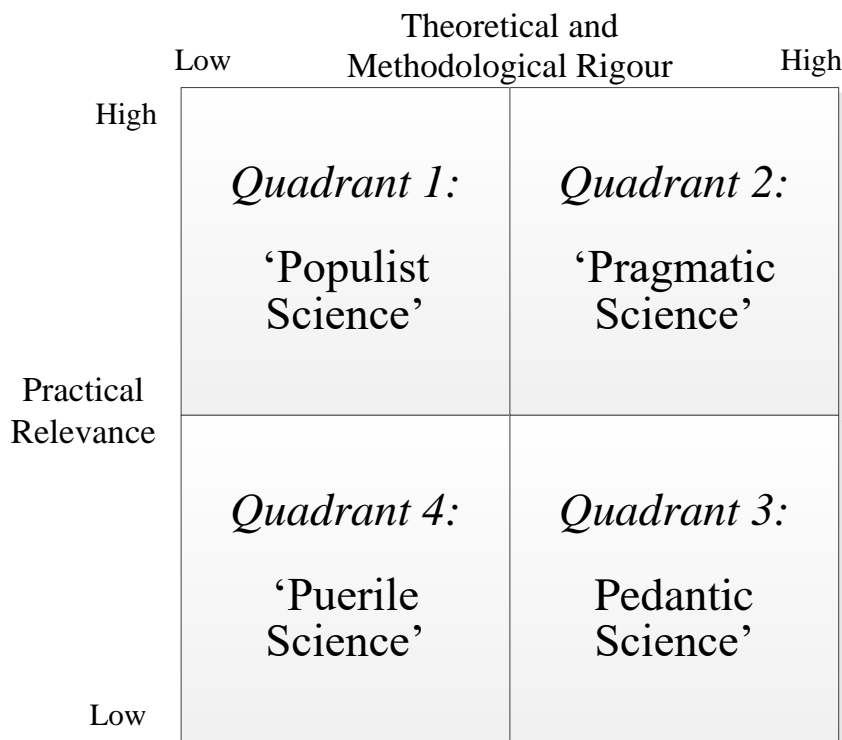 Theoretical and
Low Methodological Rigour High
High
Quadrant 1: Quadrant 2:
‘Populist ‘Pragmatic
Science’ Science’
Practical
Relevance
Quadrant 4: Quadrant 3:
‘Puerile Pedantic
Science’ Science’
Low